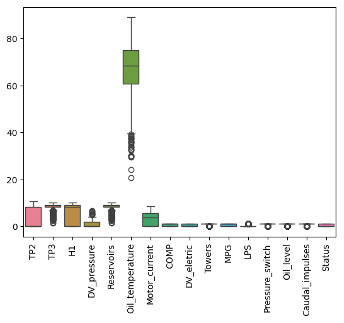 80
60
40
20
0
TP2
TP3
H1
DV_pressure
Reservoirs
Oil_temperature
Motor_current
COMP
DV_eletric
Towers
MPG
LPS
Pressure_switch
Oil_level
Caudal_impulses
Status